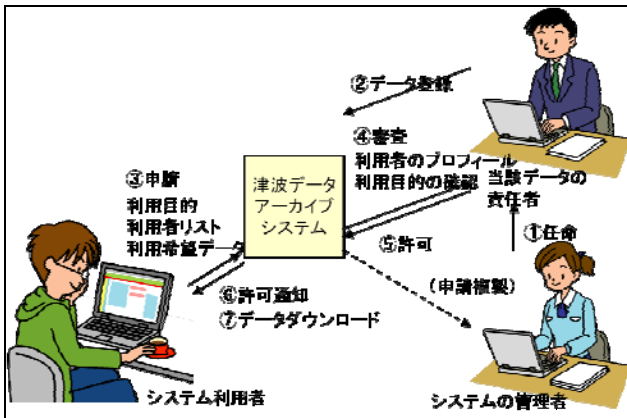 ②データ登録
④審査
利用者のプロフィール
利用目的の確認
当該データの
責任者
③申請
利用目的
利用者リスト
利用希望データ
津波データ
アーカイブ
システム
⑤許可
①任命
(申請複製)
⑥許可通知
⑦データダウンロード
システム利用者
システムの管理者